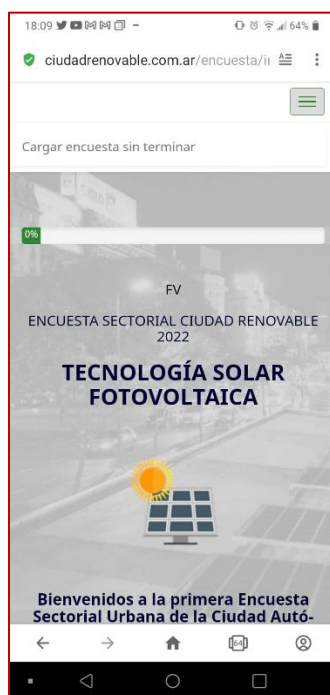 18:09
64%
ciudadrenovable.com.ar/encuesta/i
Cargar encuesta sin terminar
0%
FV
ENCUESTA SECTORIAL CIUDAD RENOVABLE
2022
TECNOLOGÍA SOLAR
FOTOVOLTAICA
Bienvenidos a la primera Encuesta
Sectorial Urbana de la Ciudad Autó-
64